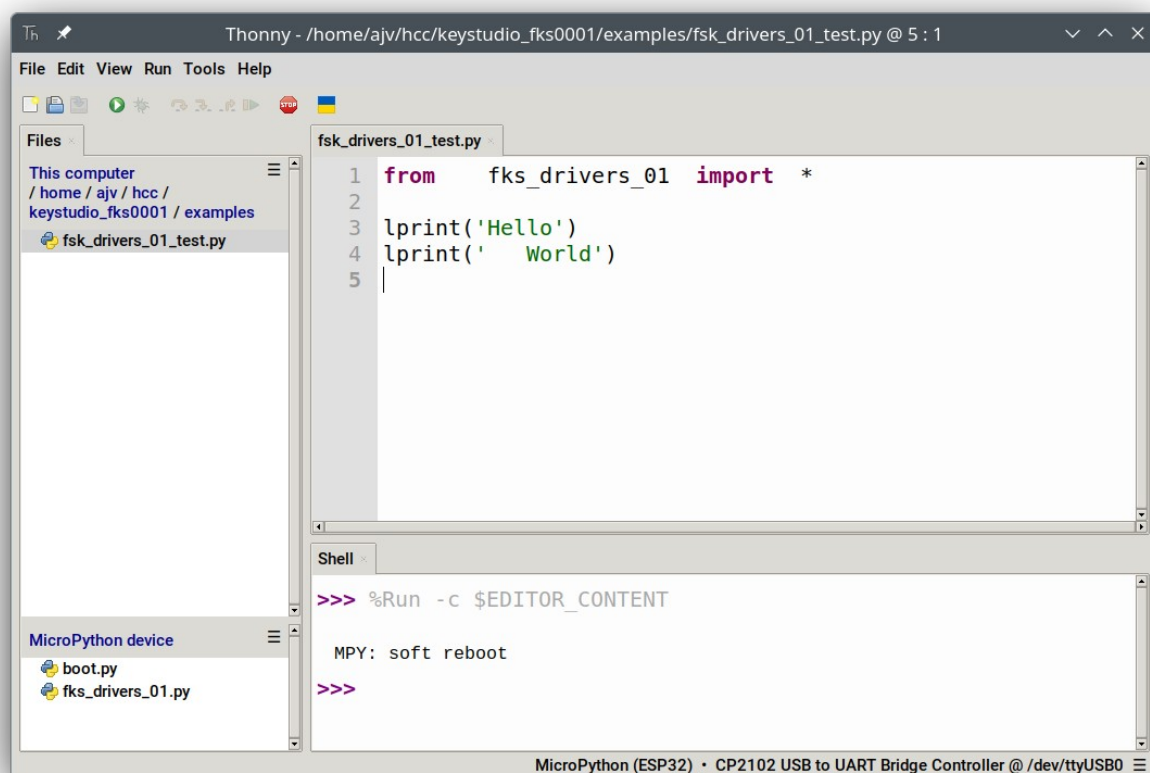 Th Thonny - /home/ajv/hcc/keystudio_fks0001/examples/fsk_drivers_01_test.py @ 5 : 1
File Edit View Run Tools Help
STOP
Files
This computer
/ home / ajv / hcc /
keystudio_fks0001 / examples
fsk_drivers_01_test.py
MicroPython device
boot.py
fks_drivers_01.py
fsk_drivers_01_test.py
1 from    fks_drivers_01  import  *
2
3 lprint('Hello')
4 lprint('   World')
5
Shell
>>> %Run -c $EDITOR_CONTENT
MPY: soft reboot
>>>
MicroPython (ESP32) • CP2102 USB to UART Bridge Controller @ /dev/ttyUSB0